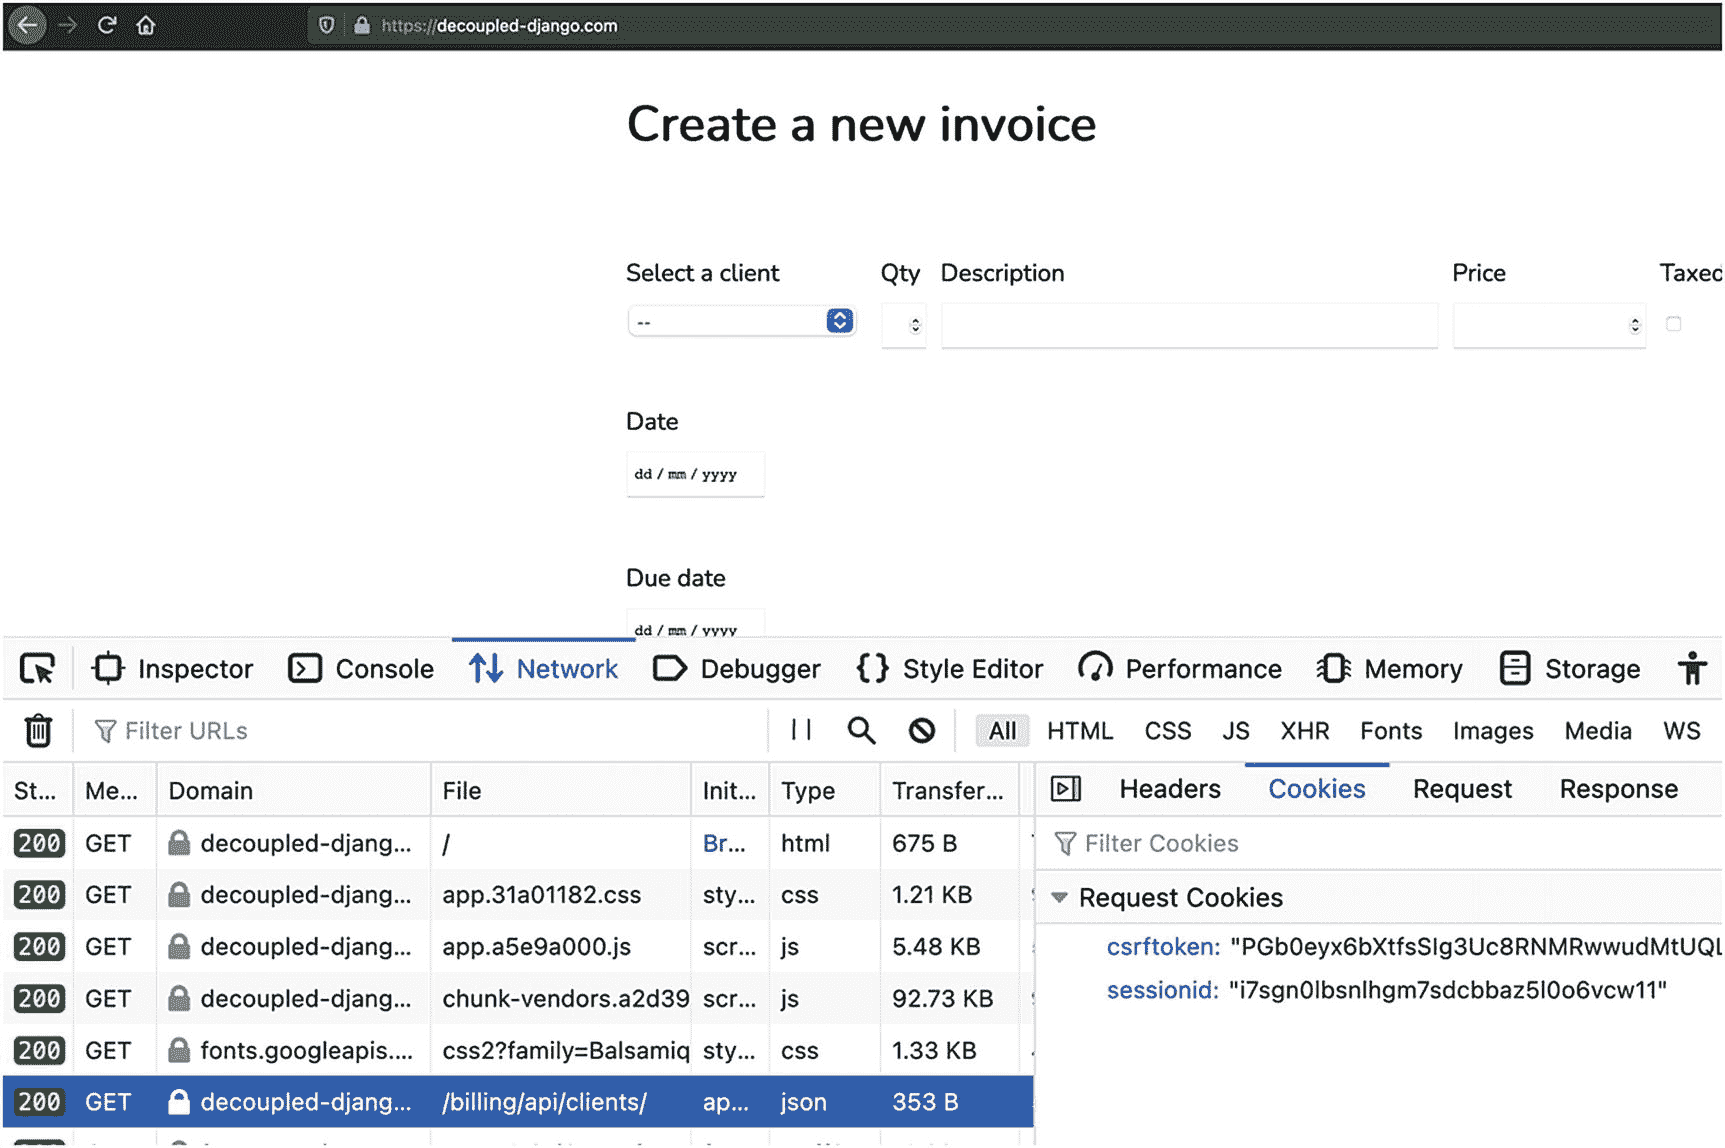 https://decoupled-django.com
Create a new invoice
Select a client Qty Description Price Taxed
--
Date
dd / mm / yyyy
Due date
dd / mm / yyyy
Inspector Console Network Debugger Style Editor Performance Memory Storage
Filter URLs All HTML CSS JS XHR Fonts Images Media WS
St... Me... Domain File Init... Type Transfer... Headers Cookies Request Response
200 GET decoupled-djang... / Br... html 675 B Filter Cookies
200 GET decoupled-djang... app.31a01182.css sty... css 1.21 KB Request Cookies
200 GET decoupled-djang... app.a5e9a000.js scr... js 5.48 KB csrftoken: "PGb0eyx6bXtfsSIg3Uc8RNMRwwudMtUQL
200 GET decoupled-djang... chunk-vendors.a2d39 scr... js 92.73 KB sessionid: "i7sgn0lbsnlhgm7sdcbbaz5l0o6vcw11"
200 GET fonts.googleapis.... css2?family=Balsamiq sty... css 1.33 KB
200 GET decoupled-djang... /billing/api/clients/ ap... json 353 B